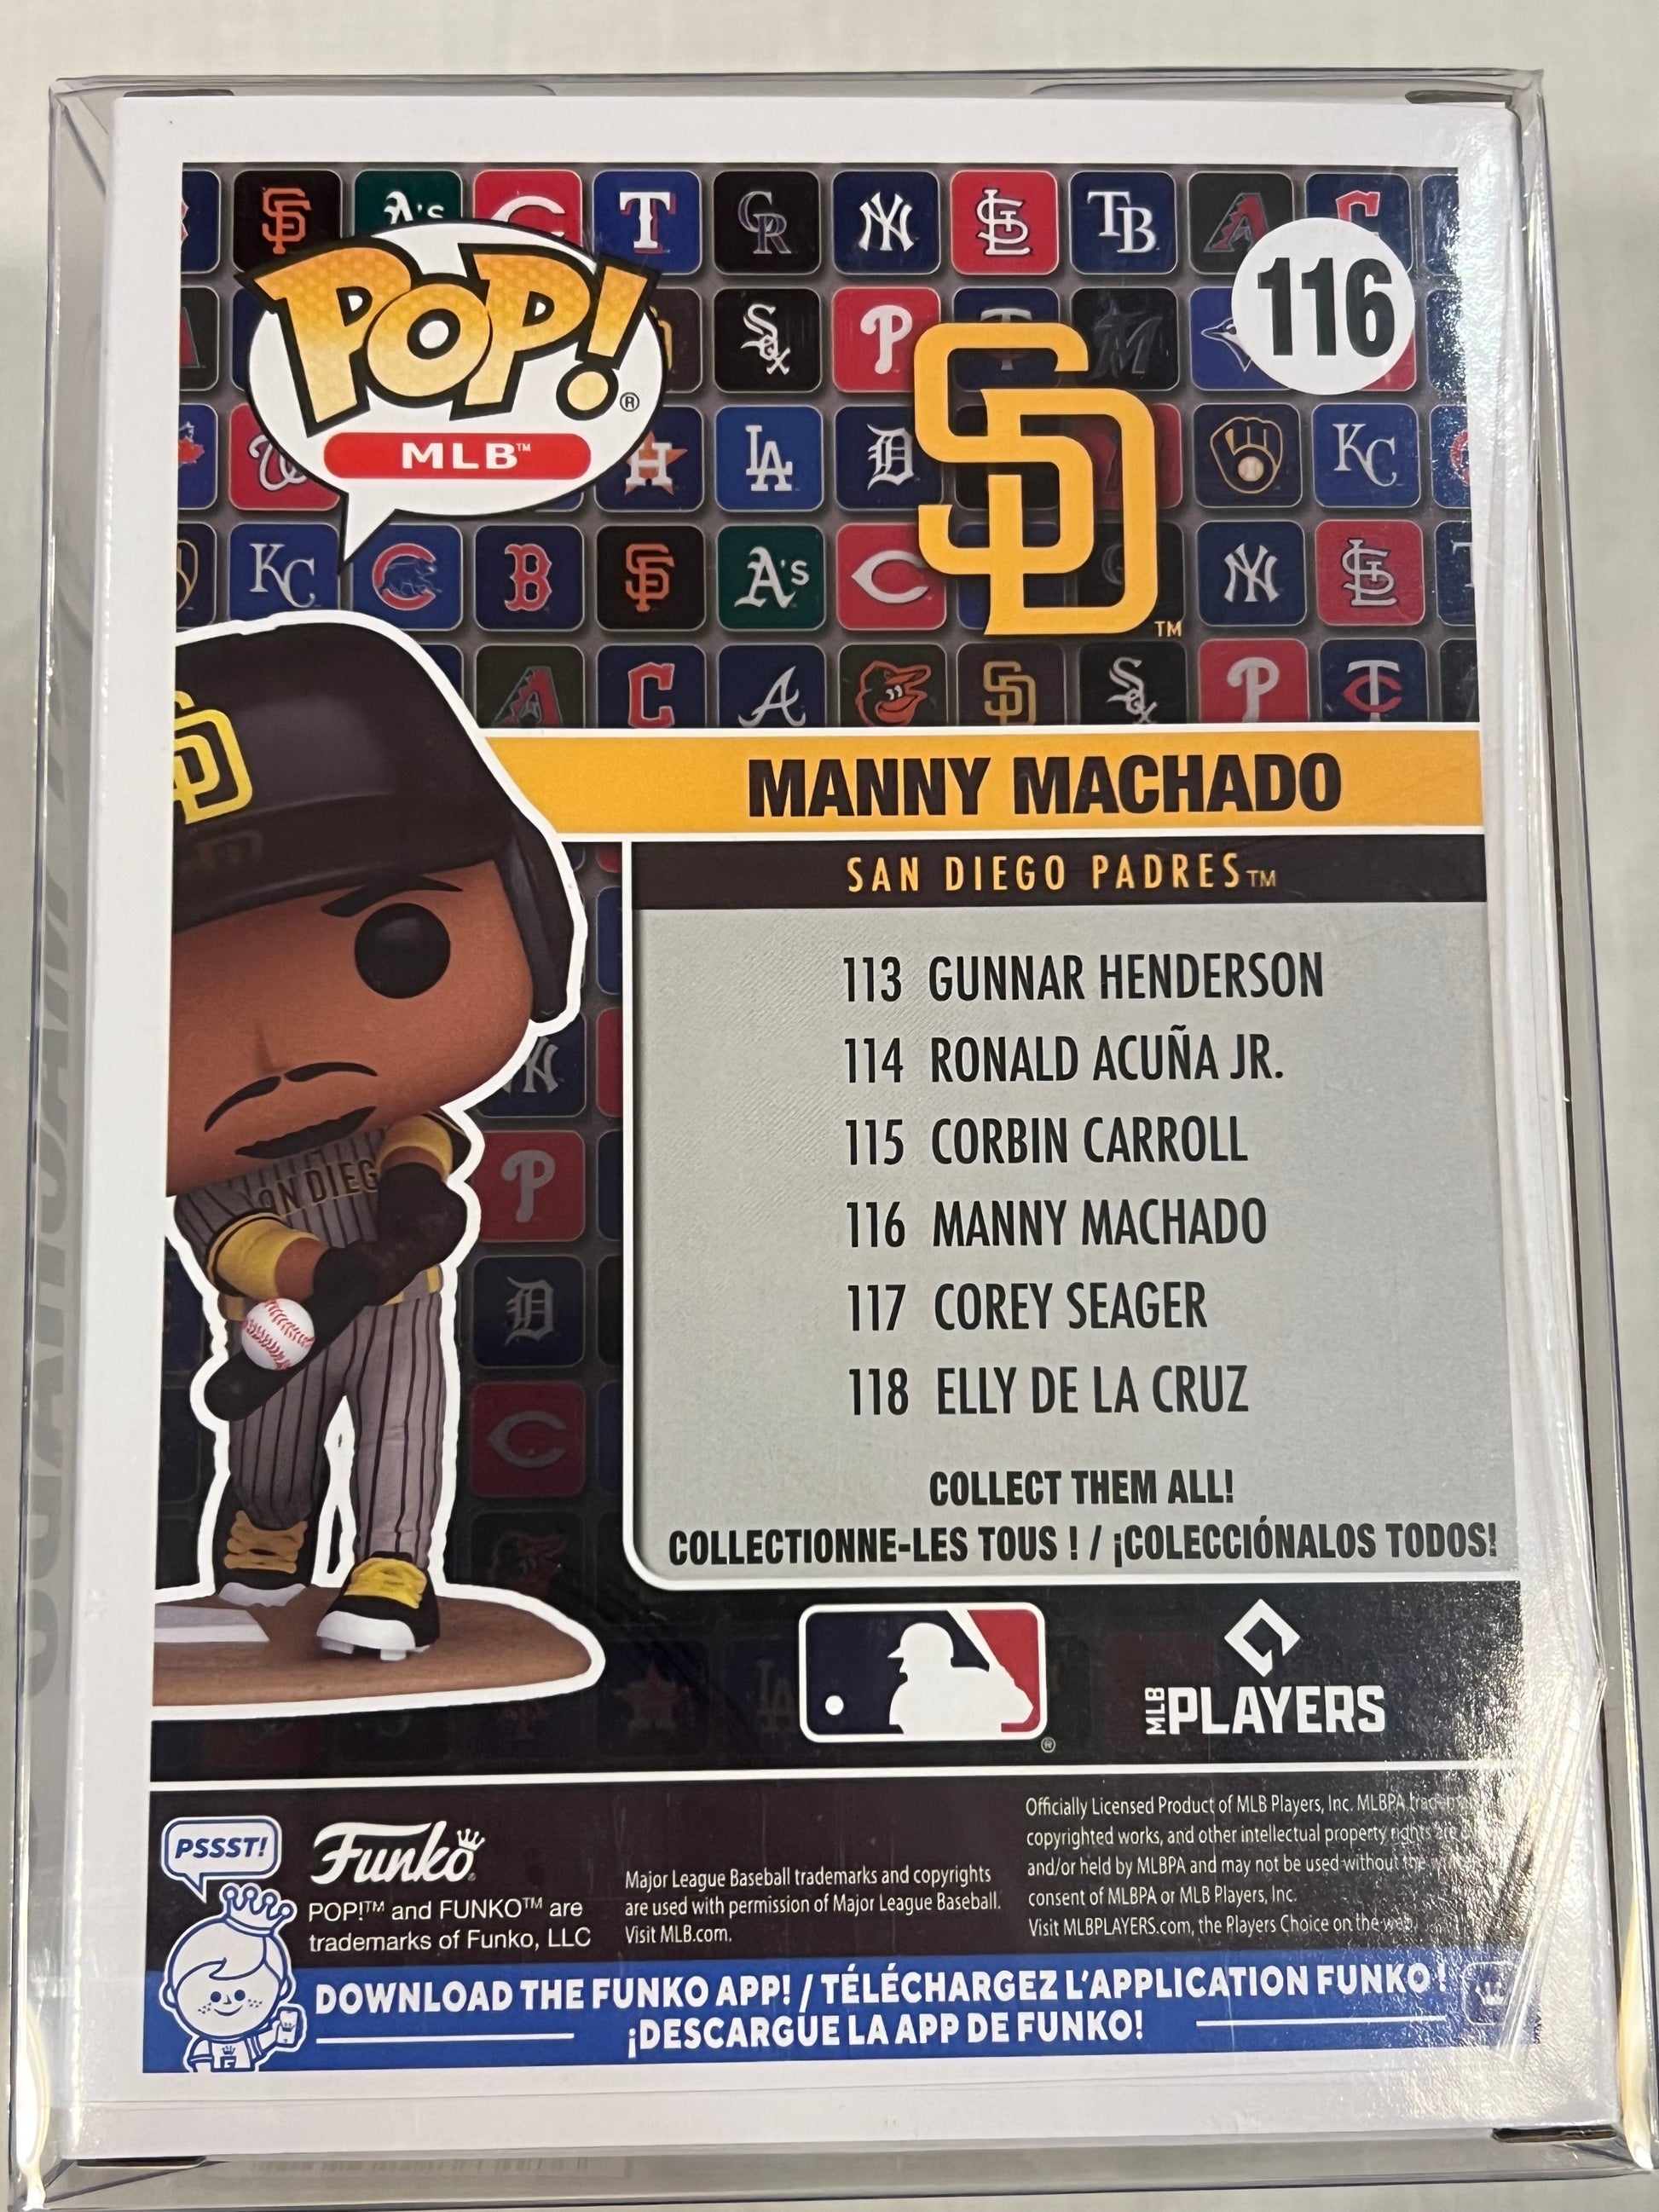 POP!®
MLB™
116
SD™
MANNY MACHADO
SAN DIEGO PADRES™
113 GUNNAR HENDERSON
114 RONALD ACUÑA JR.
115 CORBIN CARROLL
116 MANNY MACHADO
117 COREY SEAGER
118 ELLY DE LA CRUZ
COLLECT THEM ALL!
COLLECTIONNE-LES TOUS ! / ¡COLECCIÓNALOS TODOS!
MLB PLAYERS
PSSST!
Funko
POP!™ and FUNKO™ are
trademarks of Funko, LLC
Major League Baseball trademarks and copyrights
are used with permission of Major League Baseball.
Visit MLB.com.
Officially Licensed Product of MLB Players, Inc. MLBPA
copyrighted works, and other intellectual property rights are
and/or held by MLBPA and may not be used without the
consent of MLBPA or MLB Players, Inc.
Visit MLBPLAYERS.com, the Players Choice on the web.
DOWNLOAD THE FUNKO APP! / TÉLÉCHARGEZ L'APPLICATION FUNKO !
¡DESCARGUE LA APP DE FUNKO!